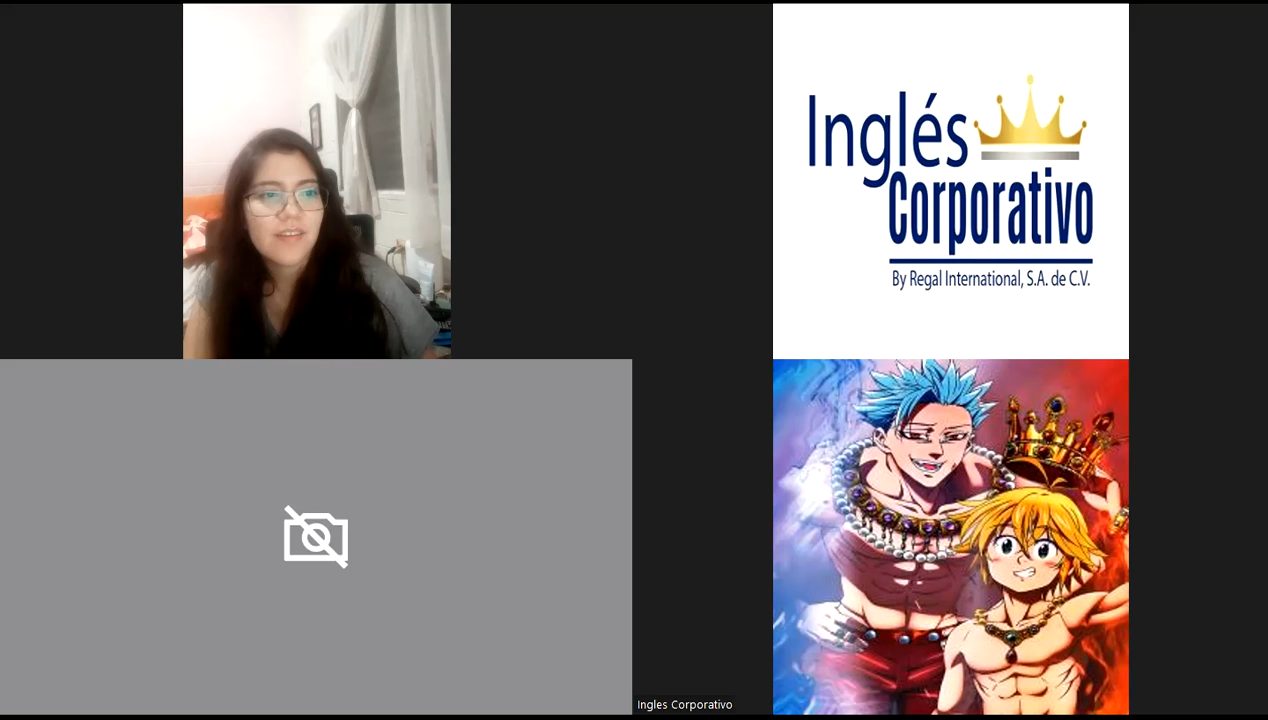 Inglés
Corporativo
By Regal International, S.A. de C.V.
Ingles Corporativo